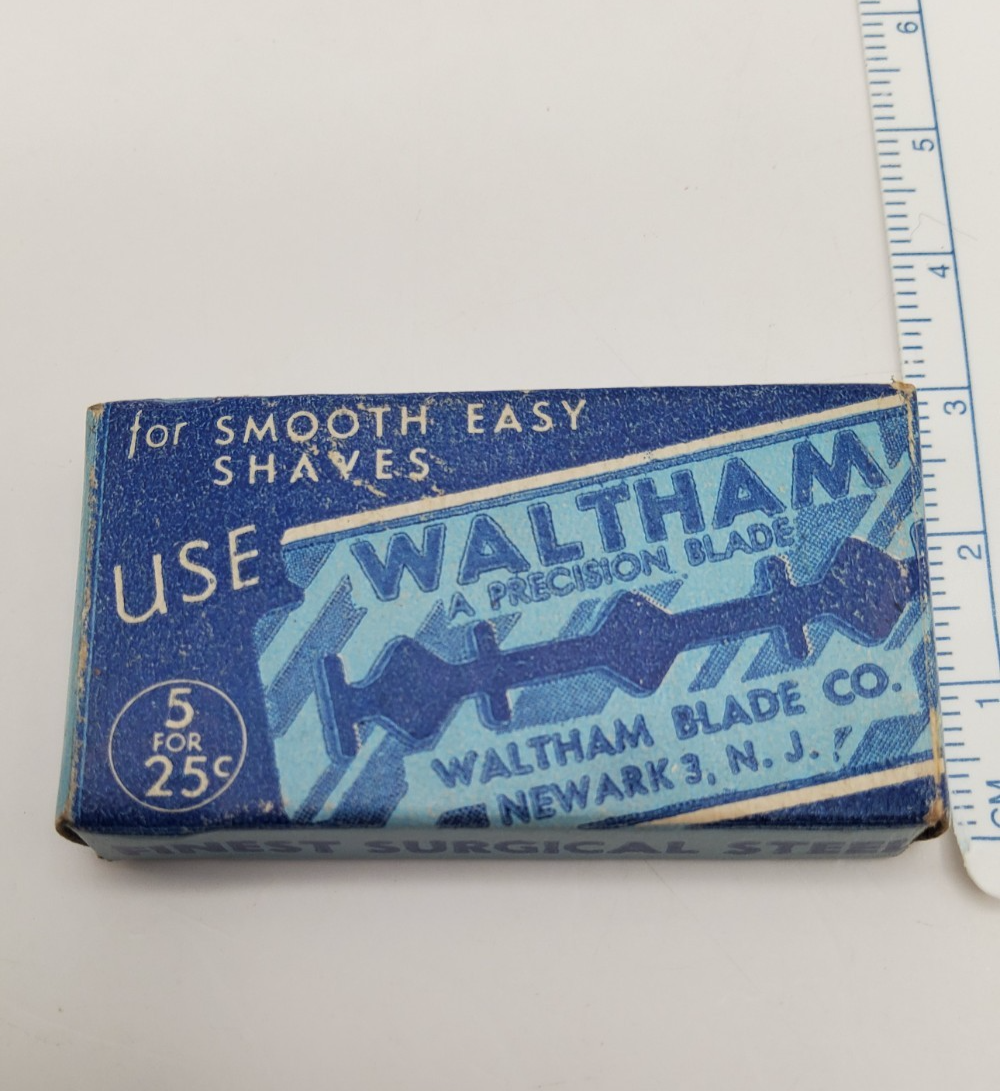 for SMOOTH EASY
SHAVES
USE
WALTHAM
A PRECISION BLADE
5
FOR
25¢
WALTHAM BLADE CO.
NEWARK 3, N. J.
FINEST SURGICAL STEEL
6
5
4
3
2
1
CM